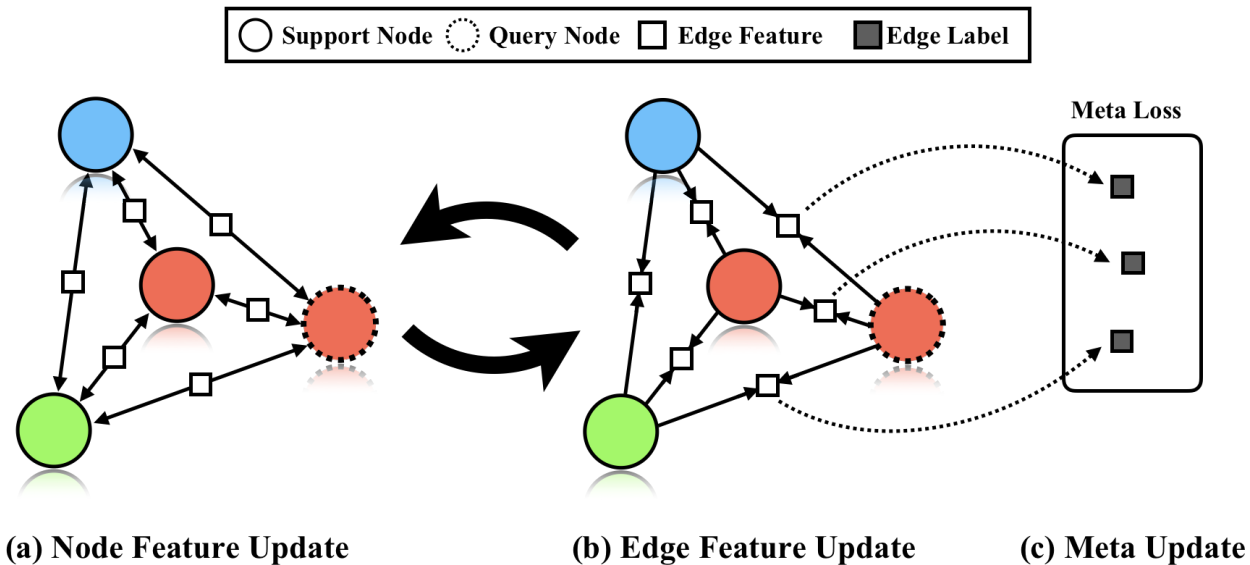 Support Node Query Node Edge Feature Edge Label
Meta Loss
(a) Node Feature Update (b) Edge Feature Update (c) Meta Update